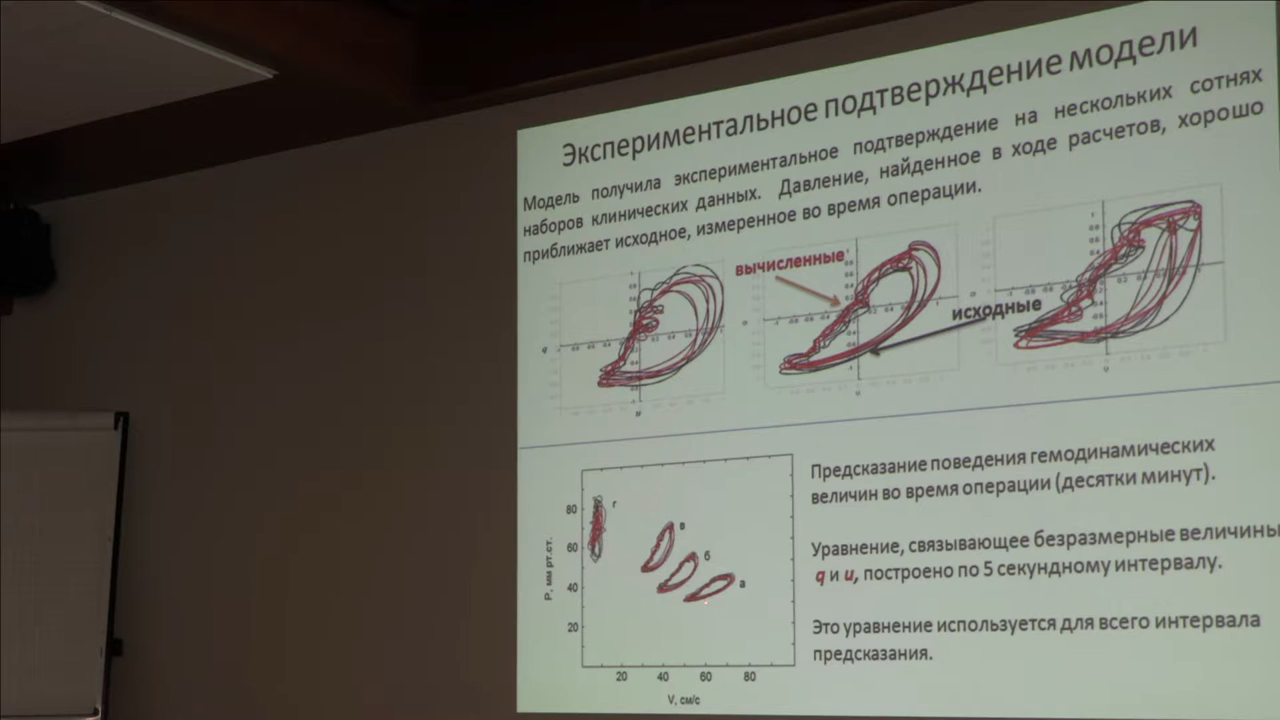 Экспериментальное подтверждение модели
Модель получила экспериментальное подтверждение на нескольких сотнях
наборов клинических данных. Давление, найденное в ходе расчетов, хорошо
приближает исходное, измеренное во время операции.
вычисленные
исходные
Предсказание поведения гемодинамических
величин во время операции (десятки минут).
Уравнение, связывающее безразмерные величины
q и u, построено по 5 секундному интервалу.
Это уравнение используется для всего интервала
предсказания.
P, мм рт.ст.
80
60
40
20
г
в
б
а
20 40 60 80
V, см/с